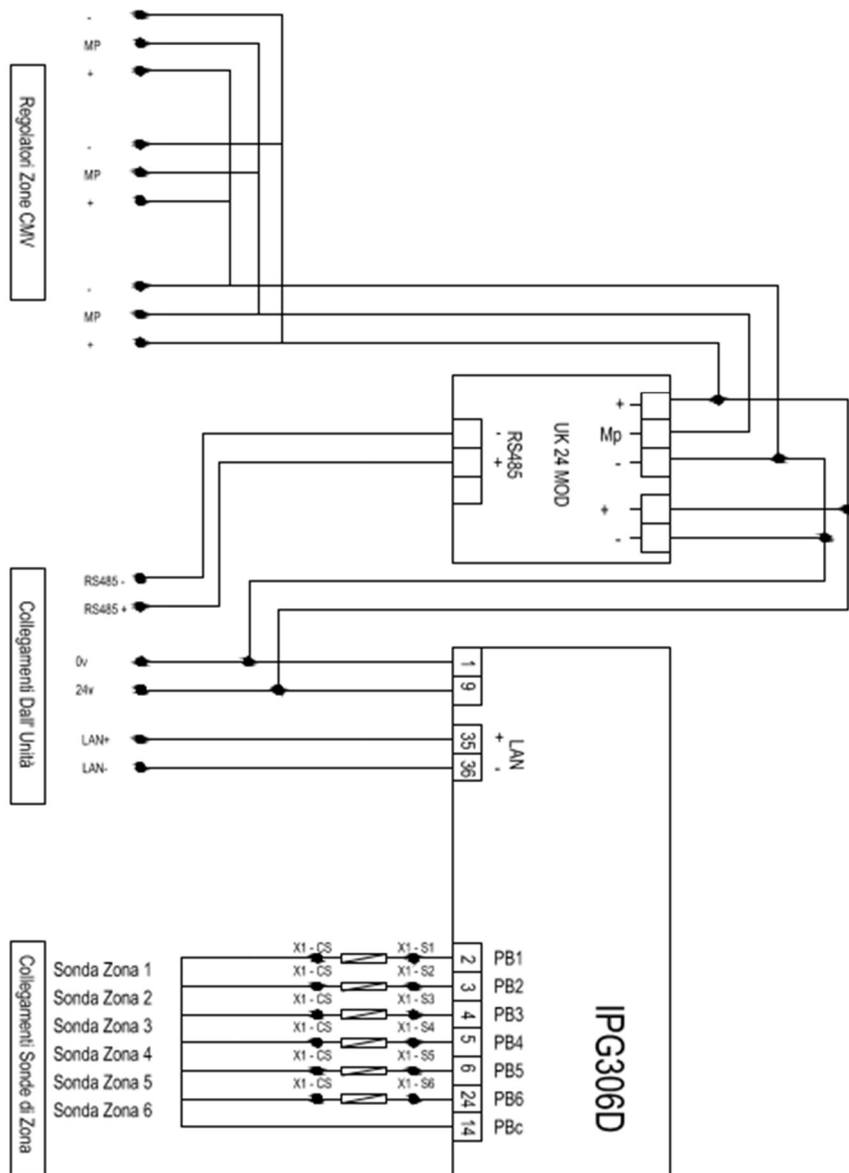 Regolatori Zone CMV
-
MP
+
-
MP
+
-
MP
+
UK 24 MOD
+
Mp
-
+
-
RS485
-
+
Collegamenti Dall' Unità
RS485 -
RS485 +
0v
24v
LAN+
LAN-
1
9
35
36
+
LAN
-
IPG306D
Collegamenti Sonde di Zona
Sonda Zona 1
Sonda Zona 2
Sonda Zona 3
Sonda Zona 4
Sonda Zona 5
Sonda Zona 6
X1 - CS X1 - S1
X1 - CS X1 - S2
X1 - CS X1 - S3
X1 - CS X1 - S4
X1 - CS X1 - S5
X1 - CS X1 - S6
2 PB1
3 PB2
4 PB3
5 PB4
6 PB5
24 PB6
14 PBc